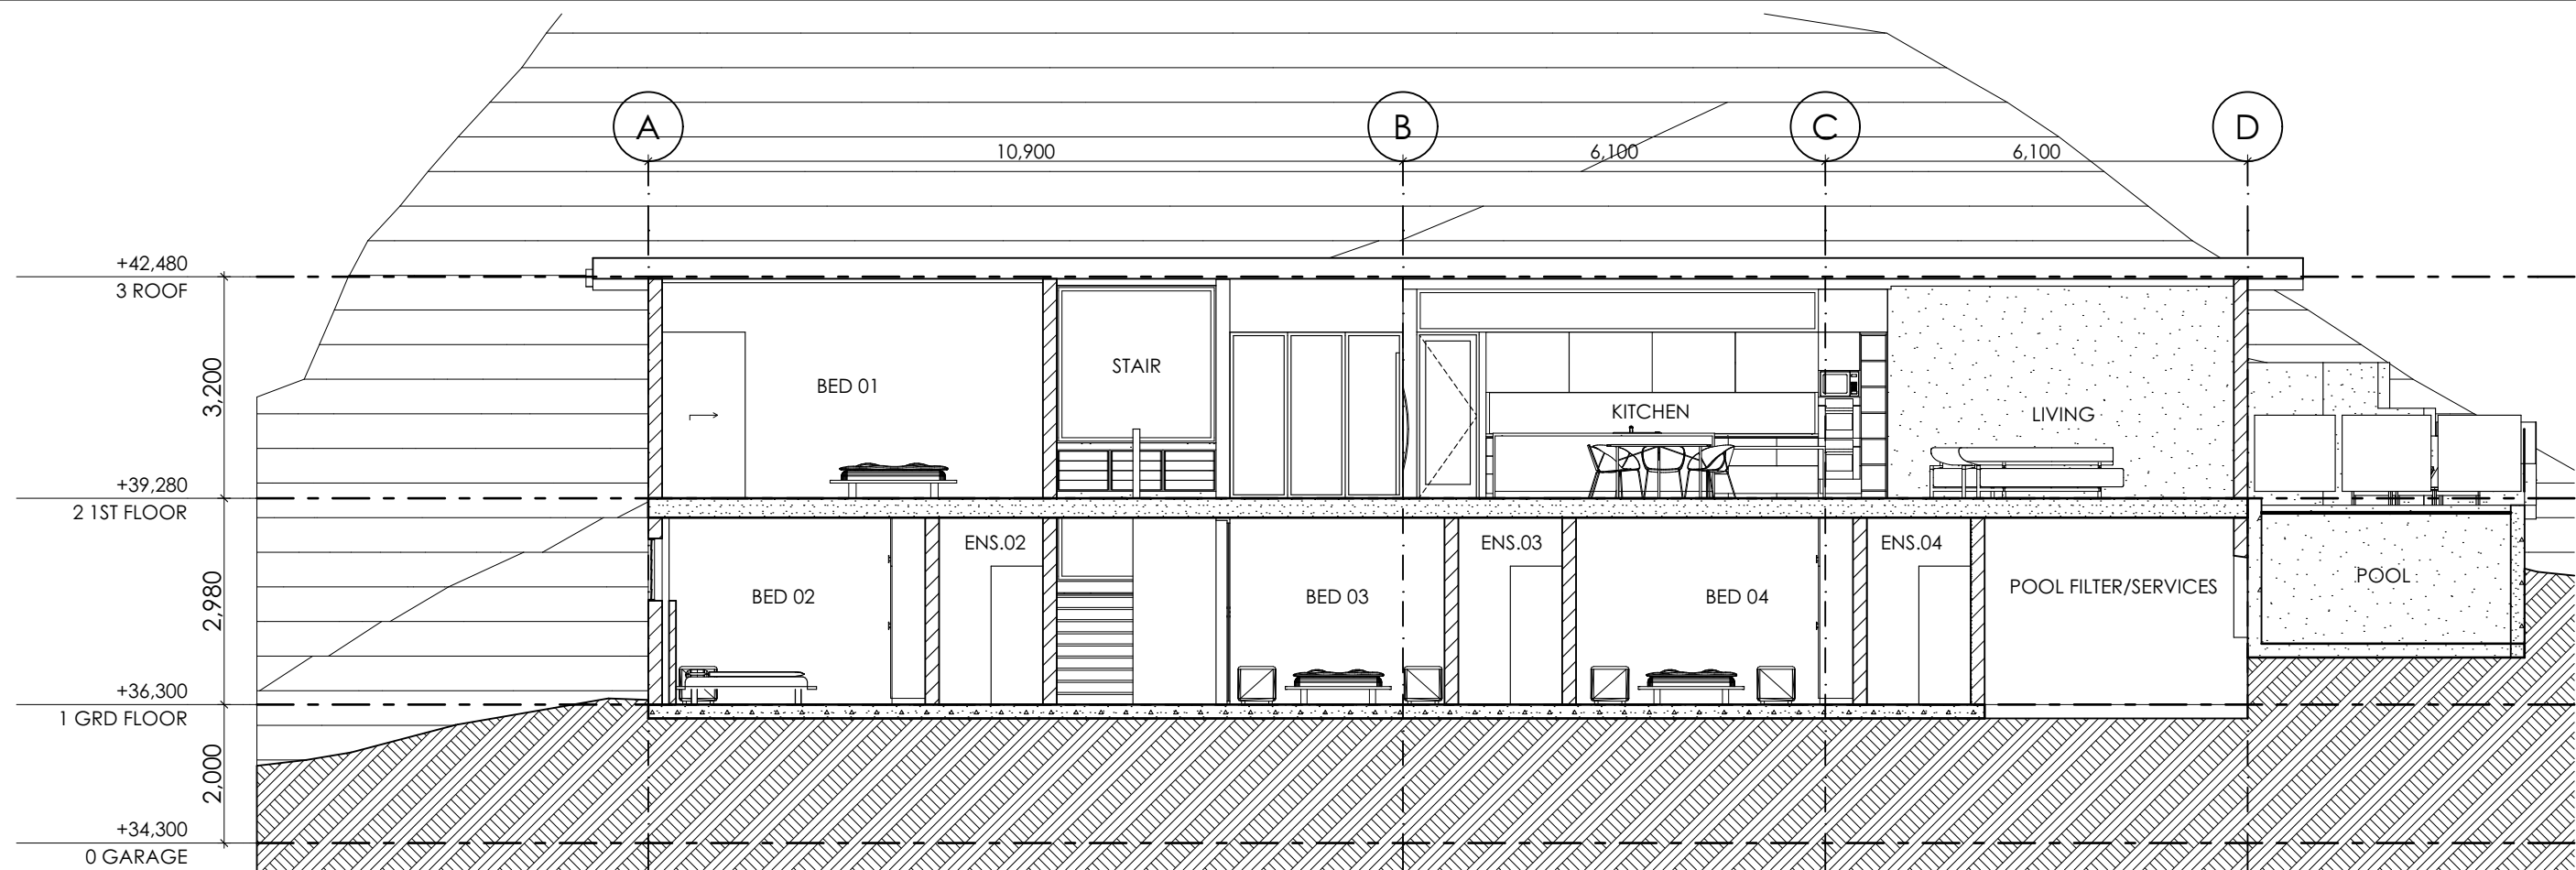 A
B
C
D
10,900
6,100
6,100
+42,480
3 ROOF
3,200
BED 01
STAIR
KITCHEN
LIVING
+39,280
2 1ST FLOOR
2,980
BED 02
ENS.02
BED 03
ENS.03
BED 04
ENS.04
POOL FILTER/SERVICES
POOL
+36,300
1 GRD FLOOR
2,000
+34,300
0 GARAGE